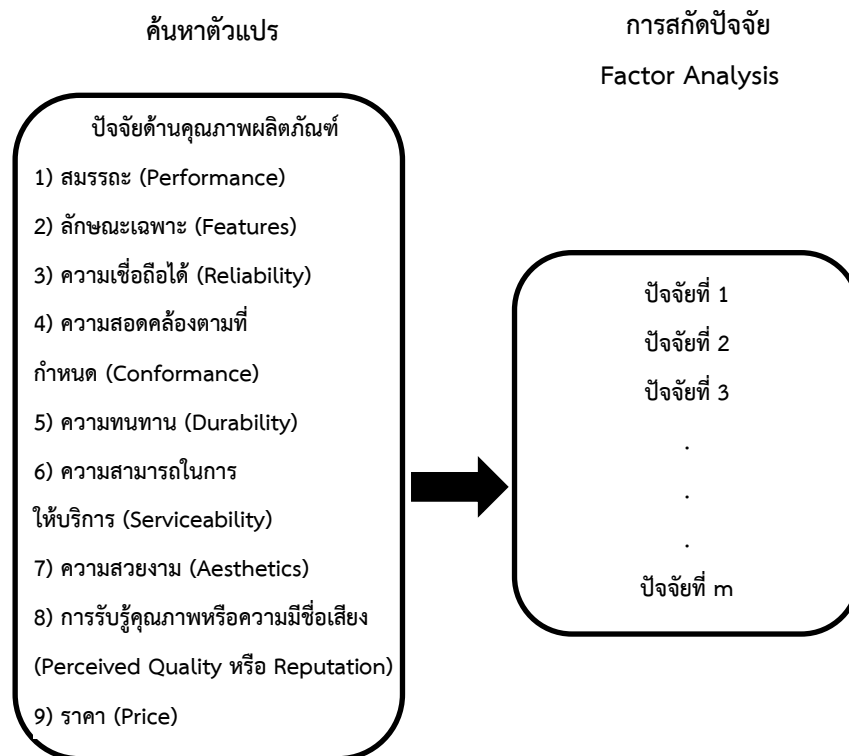 ค้นหาตัวแปร
การสกัดปัจจัย
Factor Analysis
ปัจจัยด้านคุณภาพผลิตภัณฑ์
1) สมรรถะ (Performance)
2) ลักษณะเฉพาะ (Features)
3) ความเชื่อถือได้ (Reliability)
4) ความสอดคล้องตามที่
กำหนด (Conformance)
5) ความทนทาน (Durability)
6) ความสามารถในการ
ให้บริการ (Serviceability)
7) ความสวยงาม (Aesthetics)
8) การรับรู้คุณภาพหรือความมีชื่อเสียง
(Perceived Quality หรือ Reputation)
9) ราคา (Price)
ปัจจัยที่ 1
ปัจจัยที่ 2
ปัจจัยที่ 3
.
.
.
ปัจจัยที่ m